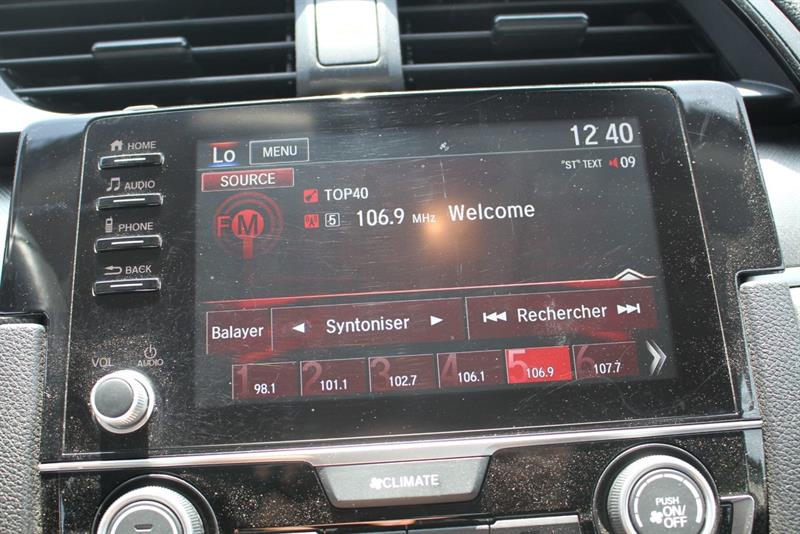 HOME
AUDIO
PHONE
BACK
VOL AUDIO
Lo MENU 12 40
SOURCE "ST" TEXT 09
TOP40
FM 5 106.9 MHz Welcome
Balayer Syntoniser Rechercher
1 98.1 2 101.1 3 102.7 4 106.1 5 106.9 6 107.7
CLIMATE
PUSH
ON/
OFF